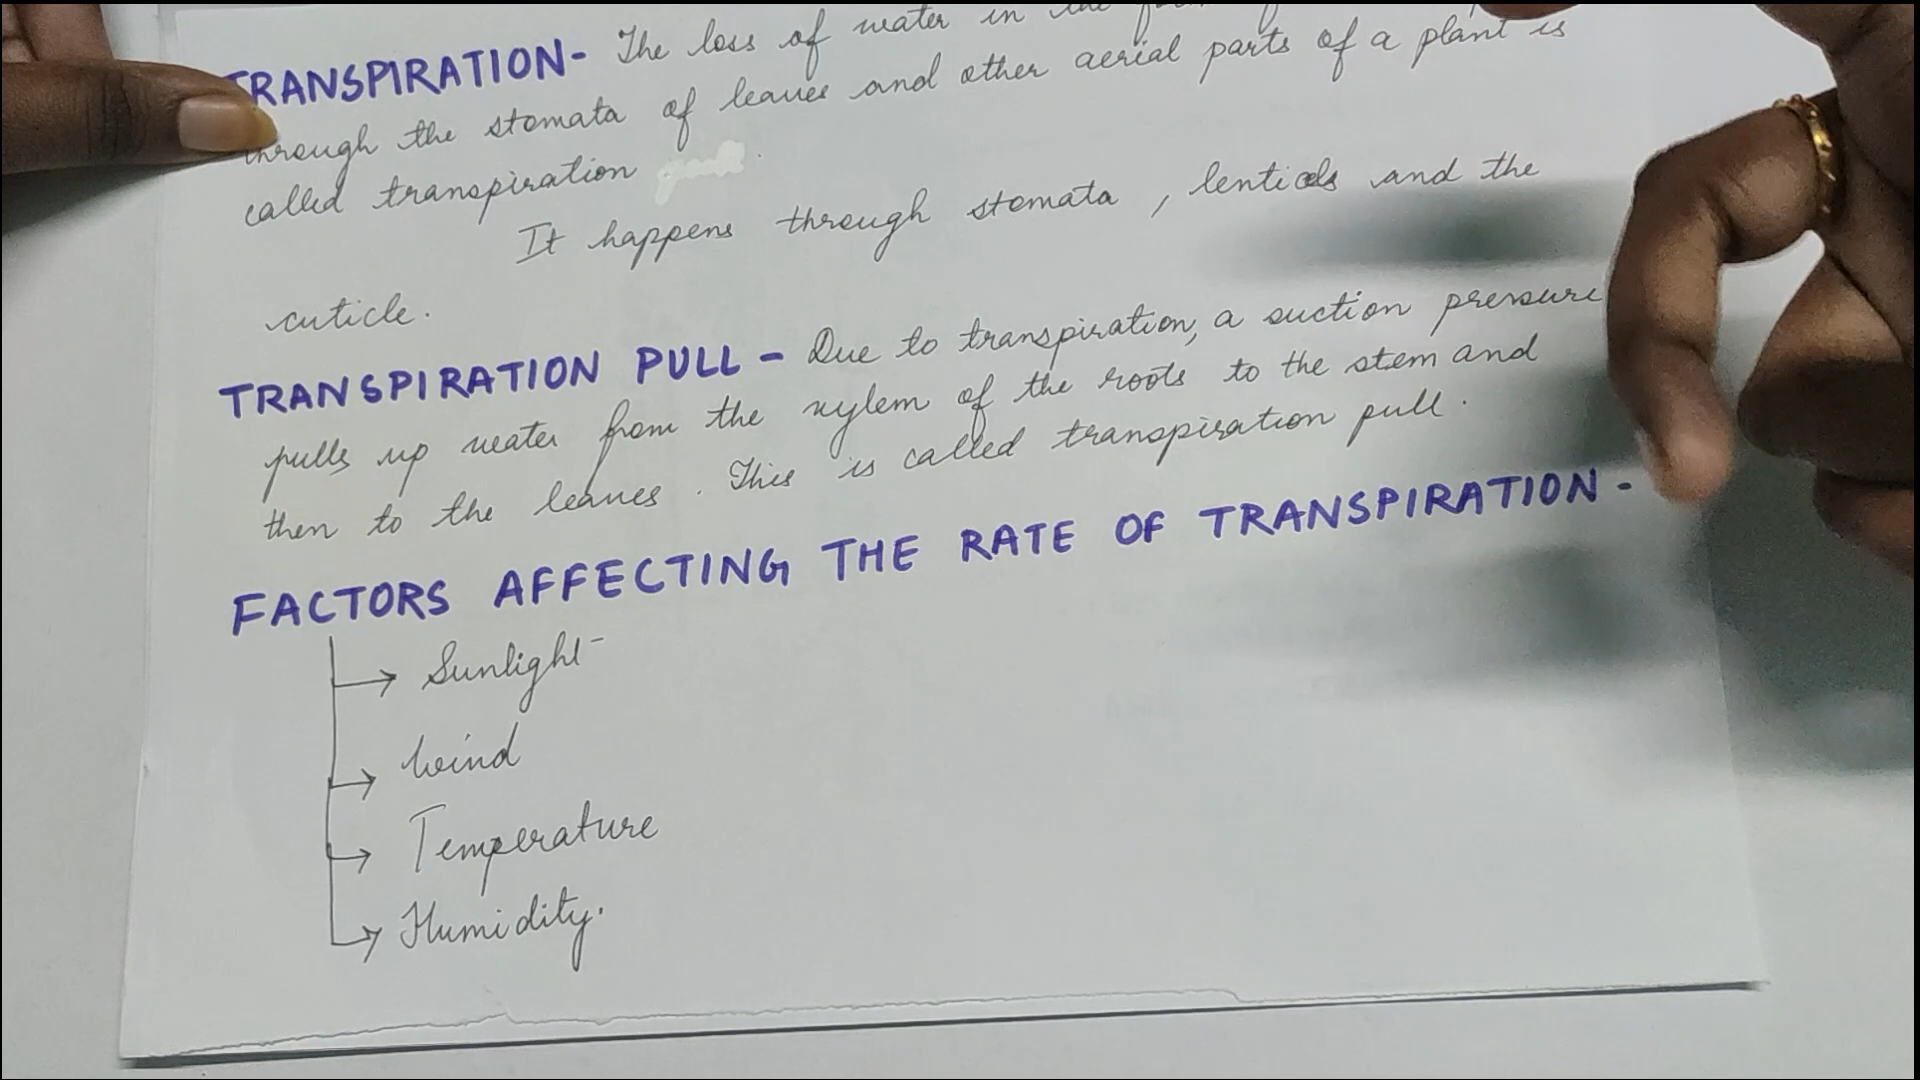 TRANSPIRATION- The loss of water in the
through the stomata of leaves and other aerial parts of a plant is
called transpiration
It happens through stomata, lenticels and the
cuticle.
TRANSPIRATION PULL - Due to transpiration, a suction pressure
pulls up water from the xylem of the roots to the stem and
then to the leaves. This is called transpiration pull.
FACTORS AFFECTING THE RATE OF TRANSPIRATION-
Sunlight-
Wind
Temperature
Humidity.